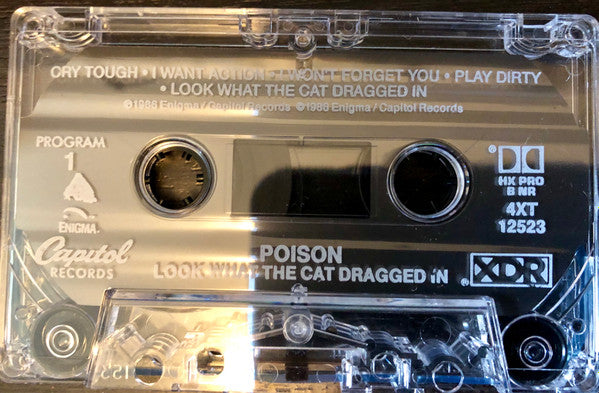 CRY TOUGH • I WANT ACTION • I WON'T FORGET YOU • PLAY DIRTY
• LOOK WHAT THE CAT DRAGGED IN
℗1986 Enigma / Capitol Records ©1986 Enigma / Capitol Records
PROGRAM
1
ENIGMA
Capitol
RECORDS
®
HX PRO
B NR
4XT
12523
POISON
LOOK WHAT THE CAT DRAGGED IN
®XDR